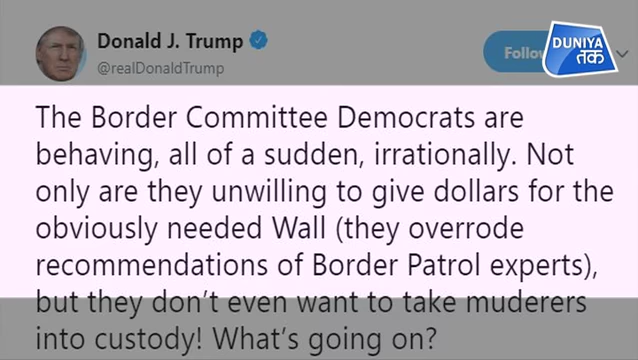 Donald J. Trump
@realDonaldTrump
Follo
DUNIYA
तक
The Border Committee Democrats are
behaving, all of a sudden, irrationally. Not
only are they unwilling to give dollars for the
obviously needed Wall (they overrode
recommendations of Border Patrol experts),
but they don’t even want to take muderers
into custody! What’s going on?